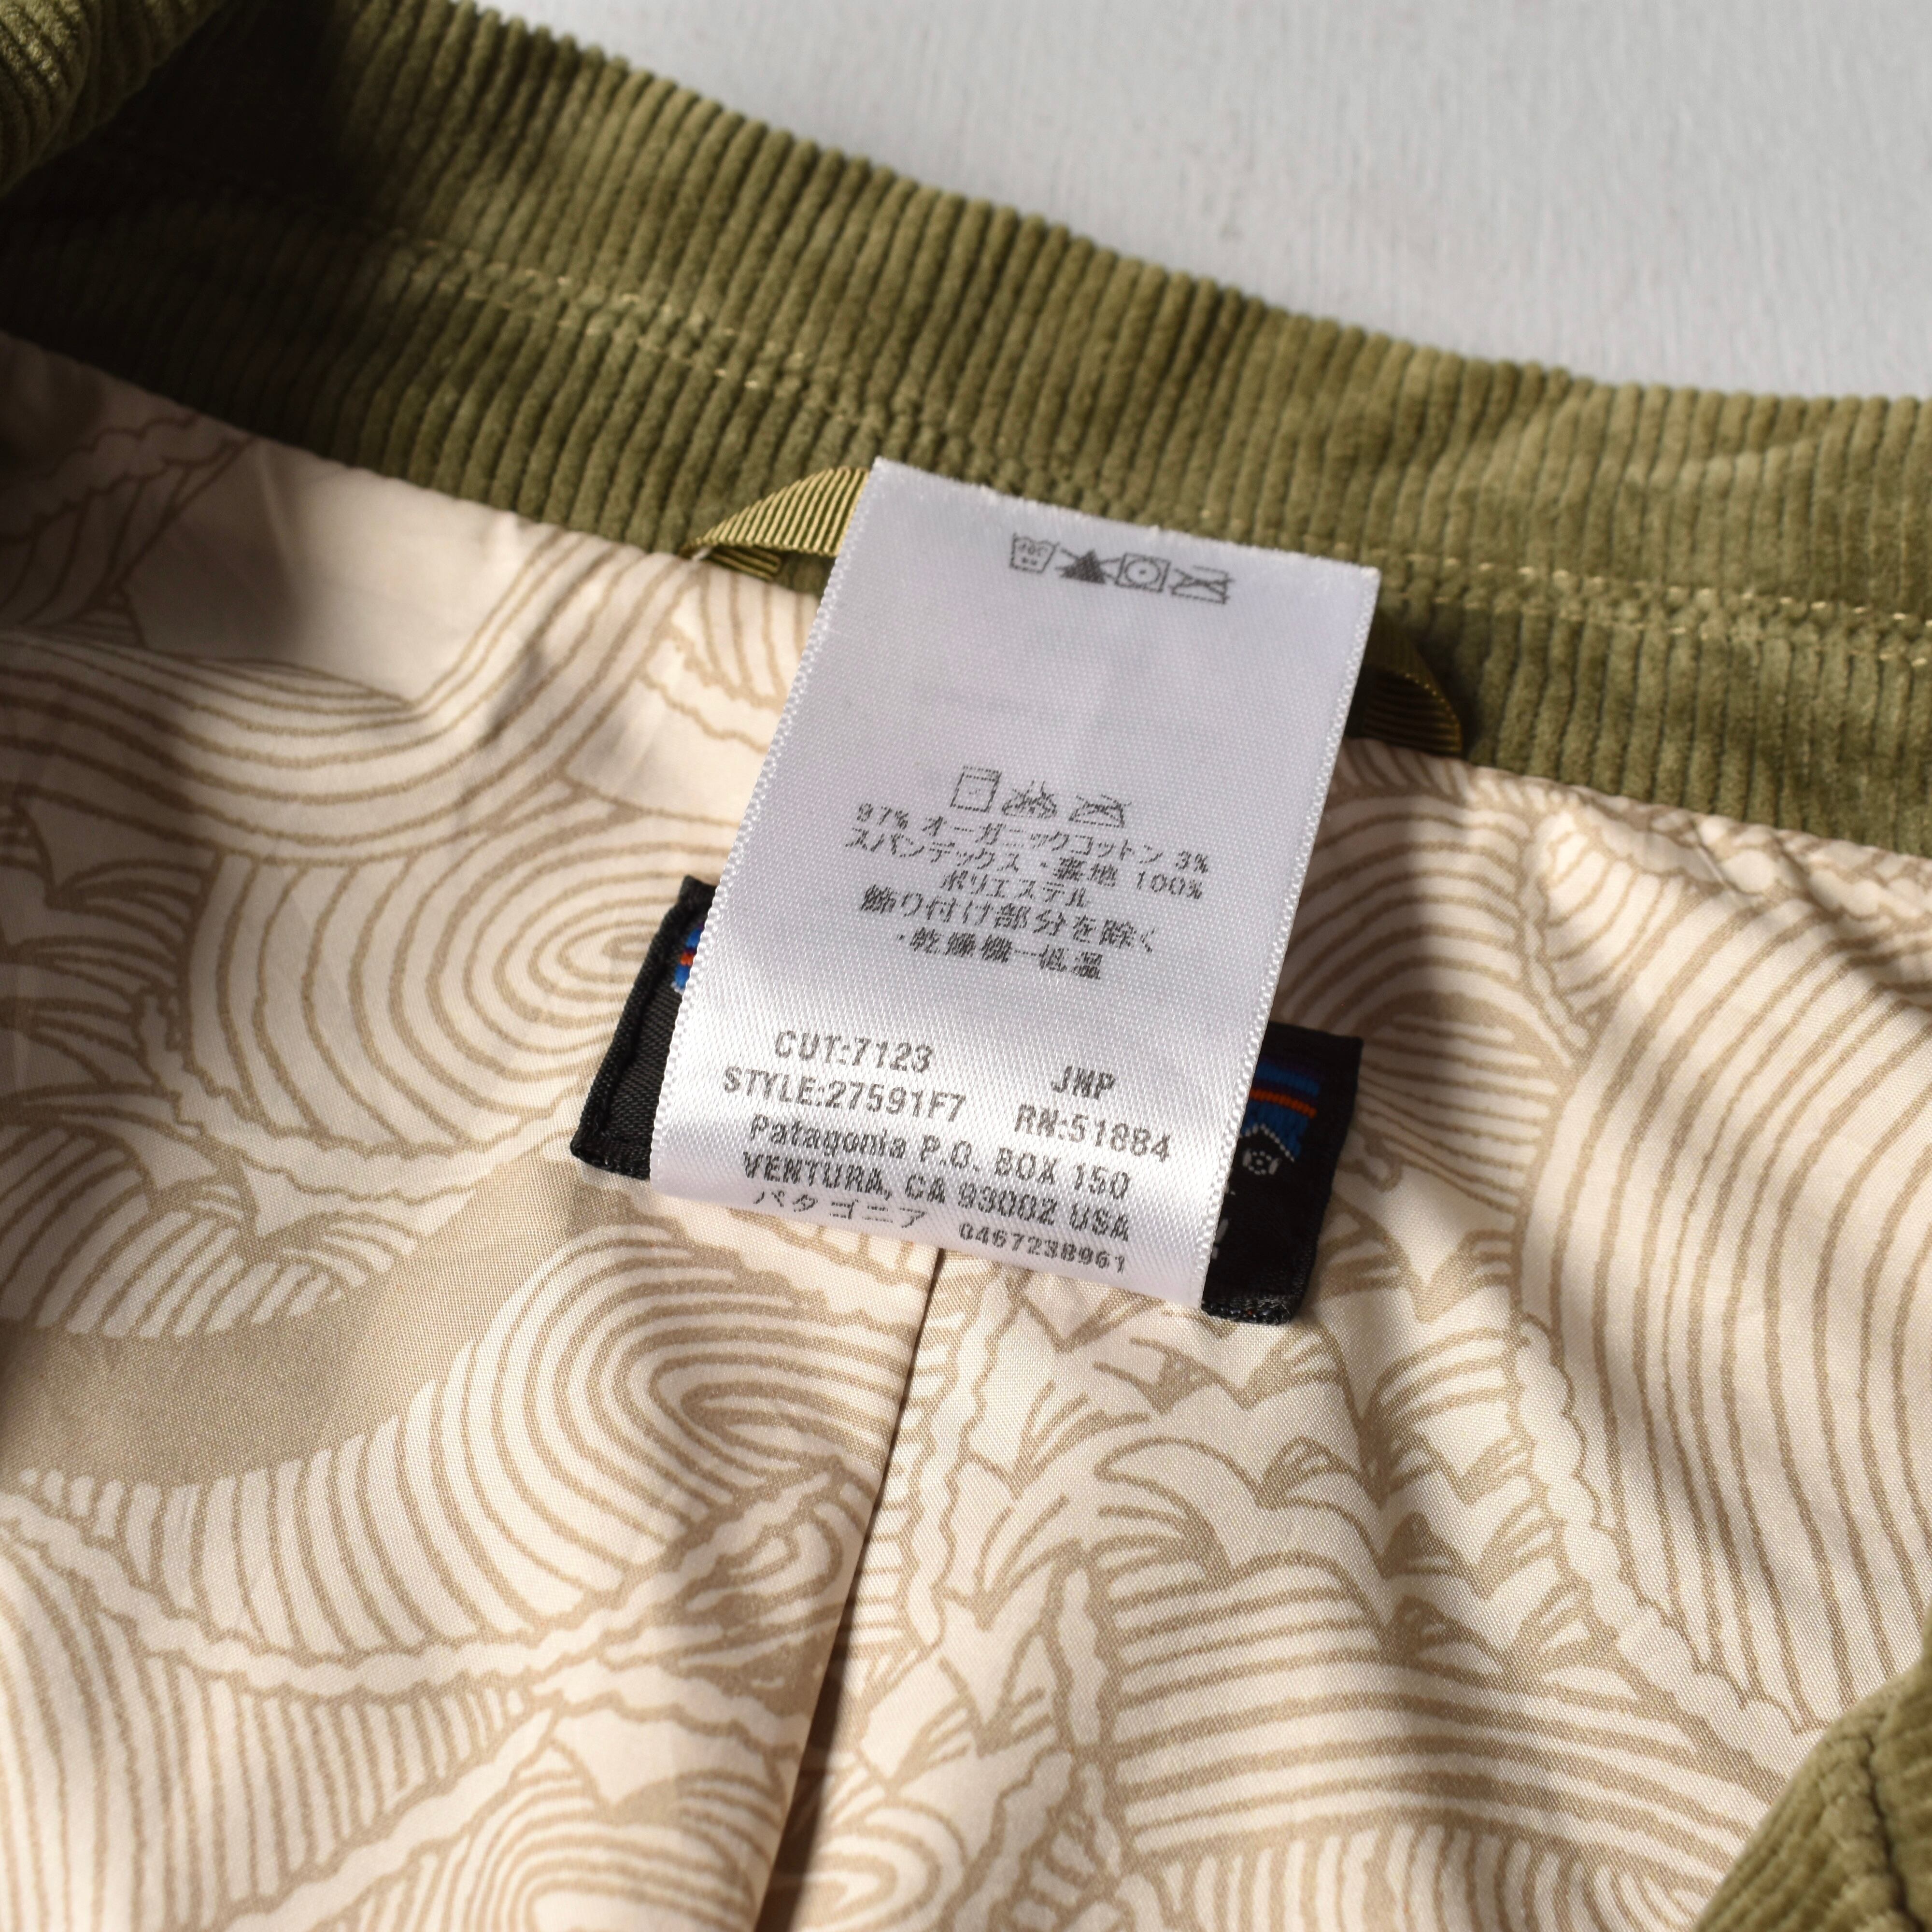 97% オーガニックコットン 3%
スパンデックス・裏地 100%
ポリエステル
飾り付け部分を除く
・乾燥機ー低温
CUT:7123 JWP
STYLE:27591F7 RN:51884
Patagonia P.O. BOX 150
VENTURA, CA 93002 USA
パタゴニア 0467238961